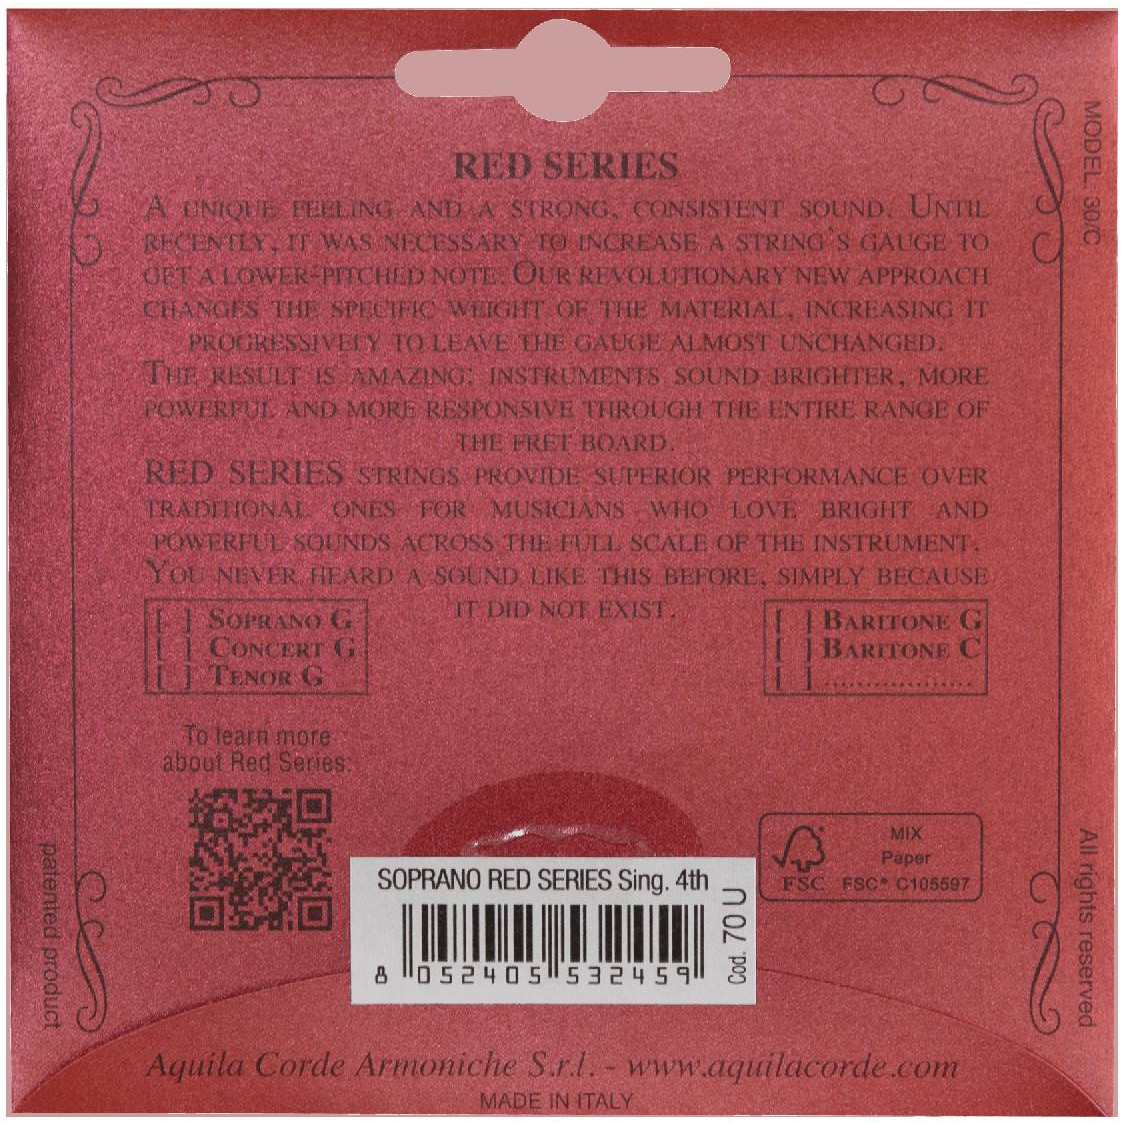 RED SERIES
A UNIQUE FEELING AND A STRONG, CONSISTENT SOUND. UNTIL
RECENTLY, IT WAS NECESSARY TO INCREASE A STRING'S GAUGE TO
GET A LOWER-PITCHED NOTE. OUR REVOLUTIONARY NEW APPROACH
CHANGES THE SPECIFIC WEIGHT OF THE MATERIAL, INCREASING IT
PROGRESSIVELY TO LEAVE THE GAUGE ALMOST UNCHANGED.
THE RESULT IS AMAZING: INSTRUMENTS SOUND BRIGHTER, MORE
POWERFUL AND MORE RESPONSIVE THROUGH THE ENTIRE RANGE OF
THE FRET BOARD.
RED SERIES STRINGS PROVIDE SUPERIOR PERFORMANCE OVER
TRADITIONAL ONES FOR MUSICIANS WHO LOVE BRIGHT AND
POWERFUL SOUNDS ACROSS THE FULL SCALE OF THE INSTRUMENT.
YOU NEVER HEARD A SOUND LIKE THIS BEFORE, SIMPLY BECAUSE
IT DID NOT EXIST.
[ ] SOPRANO G
[ ] CONCERT G
[ ] TENOR G
[ ] BARITONE G
[ ] BARITONE C
[ ] ..................
To learn more
about Red Series:
FSC
MIX
Paper
FSC® C105597
SOPRANO RED SERIES Sing. 4th
8 052405 532459
Cod. 70 U
Aquila Corde Armoniche S.r.l. - www.aquilacorde.com
MADE IN ITALY
MODEL 30 C
All rights reserved
patented product